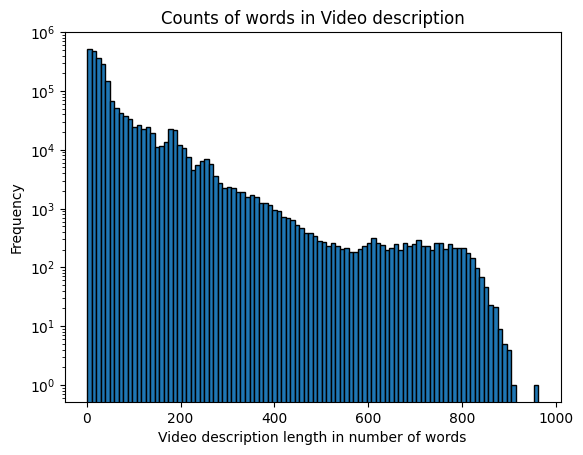 Counts of words in Video description
10⁶
10⁵
10⁴
10³
10²
10¹
10⁰
Frequency
0 200 400 600 800 1000
Video description length in number of words